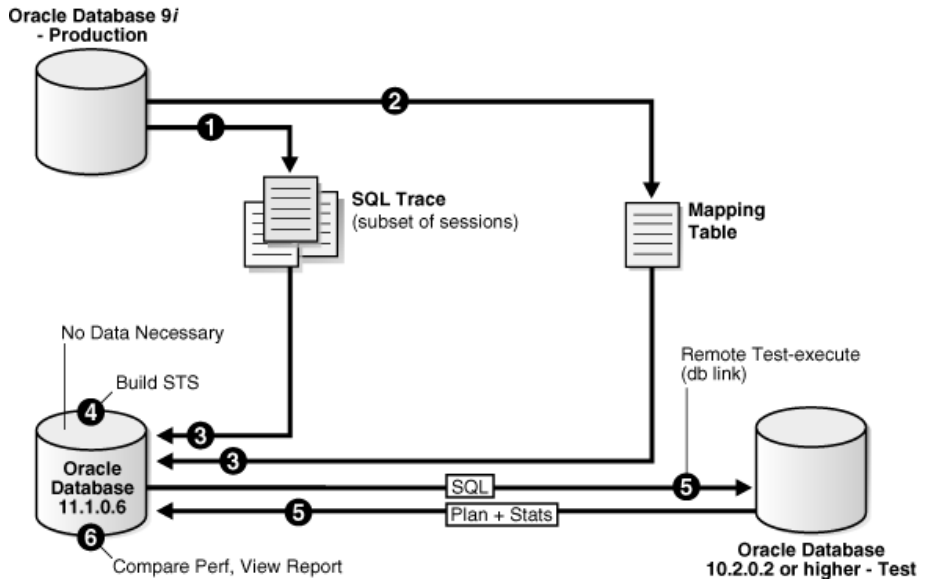 Oracle Database 9i
- Production
2
1
SQL Trace
(subset of sessions)
Mapping
Table
No Data Necessary
Build STS
4
Remote Test-execute
(db link)
3
3
Oracle
Database
11.1.0.6
SQL
5
5
Plan + Stats
6
Compare Perf, View Report
Oracle Database
10.2.0.2 or higher - Test